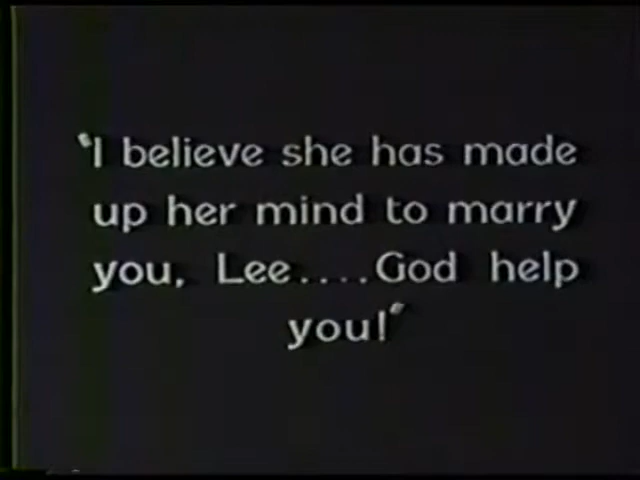 "I believe she has made
up her mind to marry
you, Lee....God help
you!"